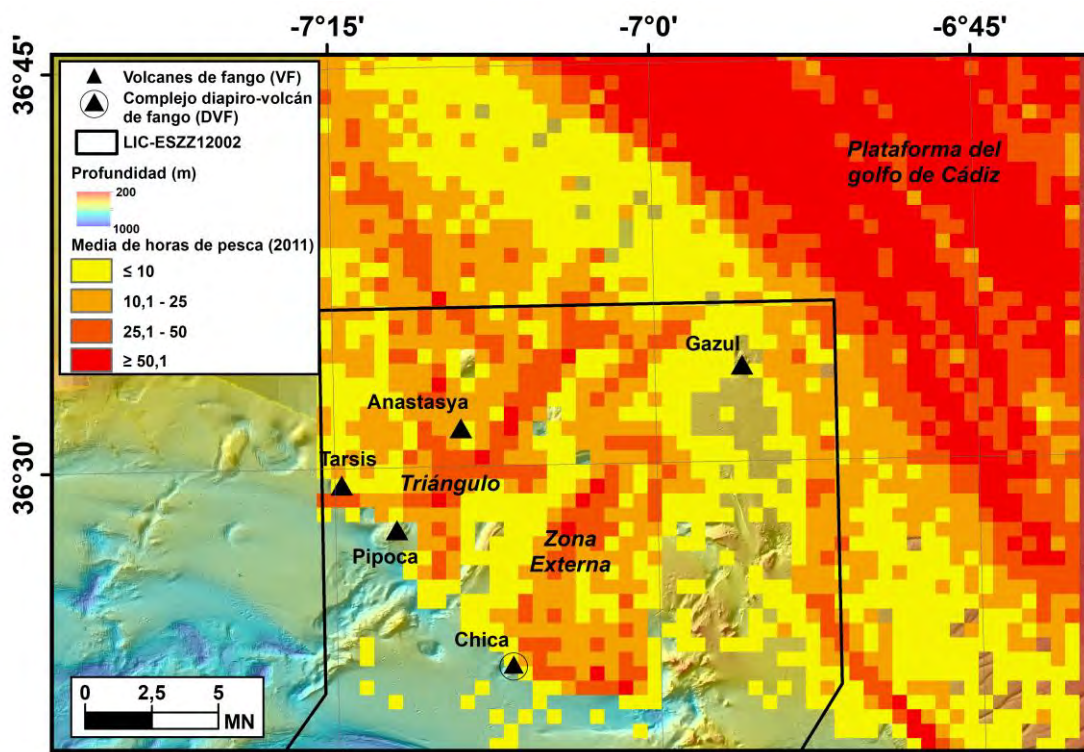 -7°15'
-7°0'
-6°45'
36°45'
36°30'
Volcanes de fango (VF)
Complejo diapiro-volcán
de fango (DVF)
LIC-ESZZ12002
Profundidad (m)
200
1000
Media de horas de pesca (2011)
≤ 10
10,1 - 25
25,1 - 50
≥ 50,1
Plataforma del
golfo de Cádiz
Gazul
Anastasya
Tarsis
Triángulo
Pipoca
Zona
Externa
Chica
0 2,5 5
MN